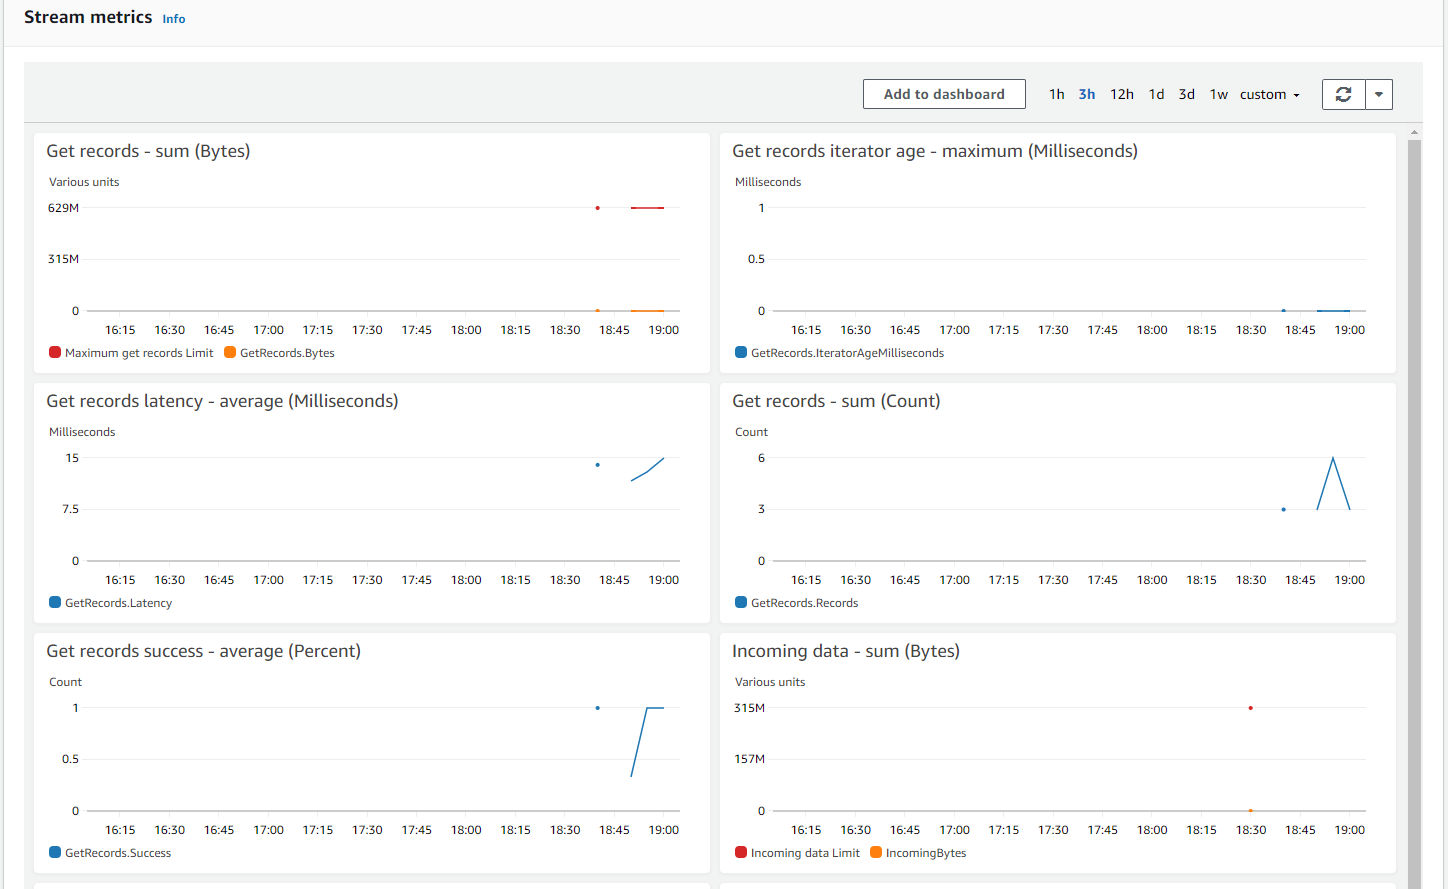 Stream metrics Info
Add to dashboard 1h 3h 12h 1d 3d 1w custom
Get records - sum (Bytes)
Various units
629M
315M
0
16:15 16:30 16:45 17:00 17:15 17:30 17:45 18:00 18:15 18:30 18:45 19:00
Maximum get records Limit GetRecords.Bytes
Get records iterator age - maximum (Milliseconds)
Milliseconds
1
0.5
0
16:15 16:30 16:45 17:00 17:15 17:30 17:45 18:00 18:15 18:30 18:45 19:00
GetRecords.IteratorAgeMilliseconds
Get records latency - average (Milliseconds)
Milliseconds
15
7.5
0
16:15 16:30 16:45 17:00 17:15 17:30 17:45 18:00 18:15 18:30 18:45 19:00
GetRecords.Latency
Get records - sum (Count)
Count
6
3
0
16:15 16:30 16:45 17:00 17:15 17:30 17:45 18:00 18:15 18:30 18:45 19:00
GetRecords.Records
Get records success - average (Percent)
Count
1
0.5
0
16:15 16:30 16:45 17:00 17:15 17:30 17:45 18:00 18:15 18:30 18:45 19:00
GetRecords.Success
Incoming data - sum (Bytes)
Various units
315M
157M
0
16:15 16:30 16:45 17:00 17:15 17:30 17:45 18:00 18:15 18:30 18:45 19:00
Incoming data Limit IncomingBytes